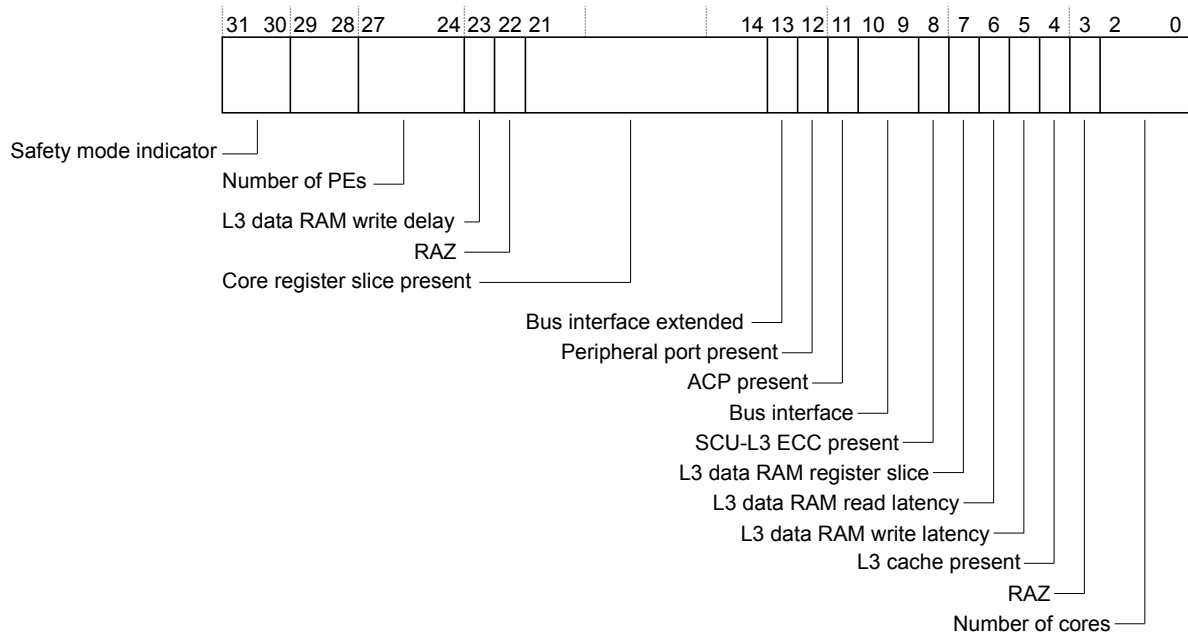 31 30 29 28 27 24 23 22 21 14 13 12 11 10 9 8 7 6 5 4 3 2 0
Safety mode indicator
Number of PEs
L3 data RAM write delay
RAZ
Core register slice present
Bus interface extended
Peripheral port present
ACP present
Bus interface
SCU-L3 ECC present
L3 data RAM register slice
L3 data RAM read latency
L3 data RAM write latency
L3 cache present
RAZ
Number of cores